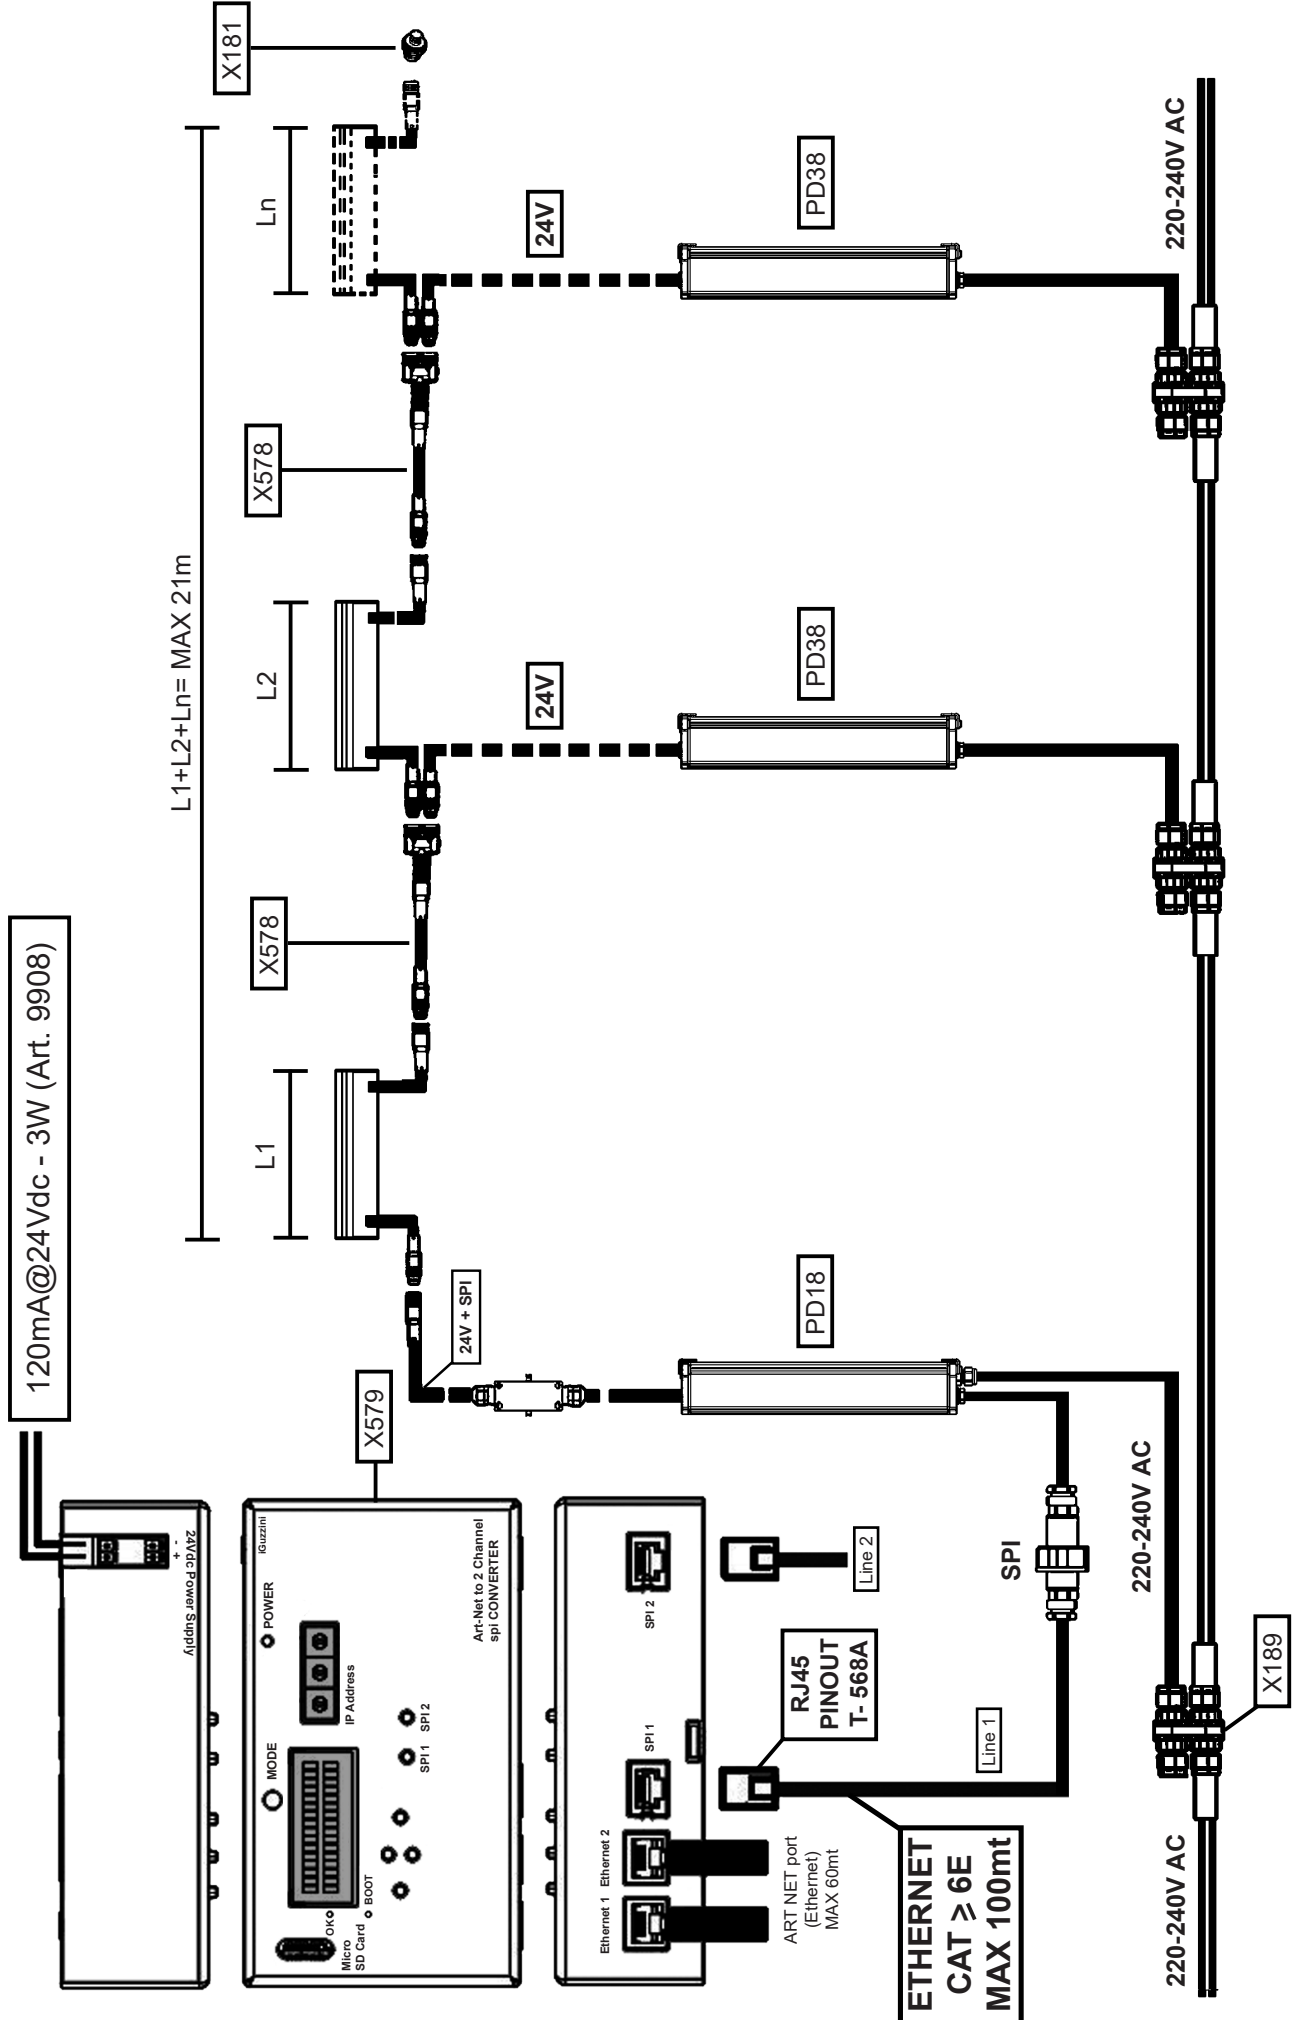 120mA@24Vdc - 3W (Art. 9908)
24Vdc Power Supply
+ -
X579
iGuzzini
POWER
MODE
IP Address
OK
BOOT
Micro
SD Card
SPI 1
SPI 2
Art-Net to 2 Channel
spi CONVERTER
Ethernet 1
Ethernet 2
SPI 1
SPI 2
ART NET port
(Ethernet)
MAX 60mt
RJ45
PINOUT
T- 568A
Line 2
ETHERNET
CAT ⩾ 6E
MAX 100mt
Line 1
SPI
220-240V AC
220-240V AC
X189
L1+L2+Ln= MAX 21m
L1
L2
Ln
X578
X578
X181
24V + SPI
24V
24V
PD18
PD38
PD38
220-240V AC